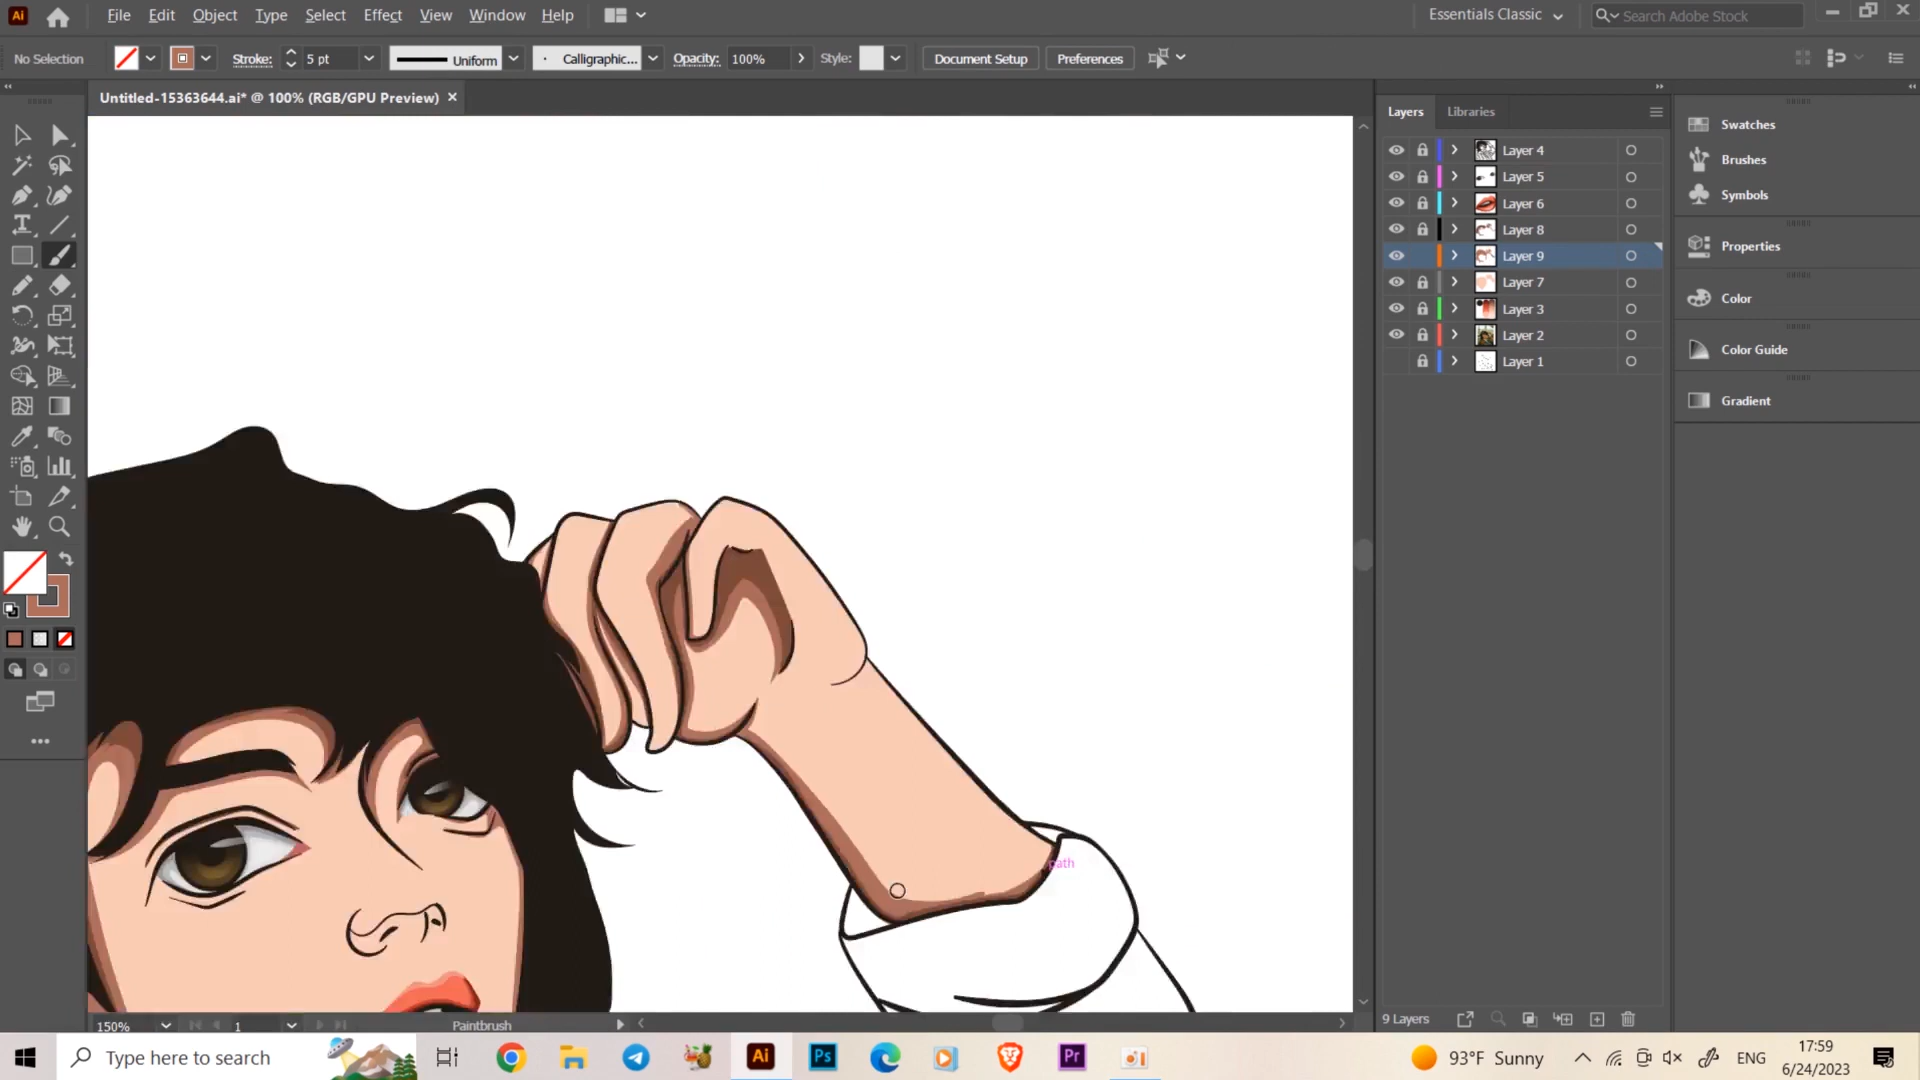 Ai File Edit Object Type Select Effect View Window Help Essentials Classic Search Adobe Stock
No Selection Stroke: 5 pt Uniform Calligraphic... Opacity: 100% Style: Document Setup Preferences
Untitled-15363644.ai* @ 100% (RGB/GPU Preview)
Layers Libraries
Layer 4
Layer 5
Layer 6
Layer 8
Layer 9
Layer 7
Layer 3
Layer 2
Layer 1
Swatches
Brushes
Symbols
Properties
Color
Color Guide
Gradient
path
150% 1 Paintbrush
9 Layers
Type here to search
Ai Ps Pr
93°F Sunny ENG
17:59
6/24/2023